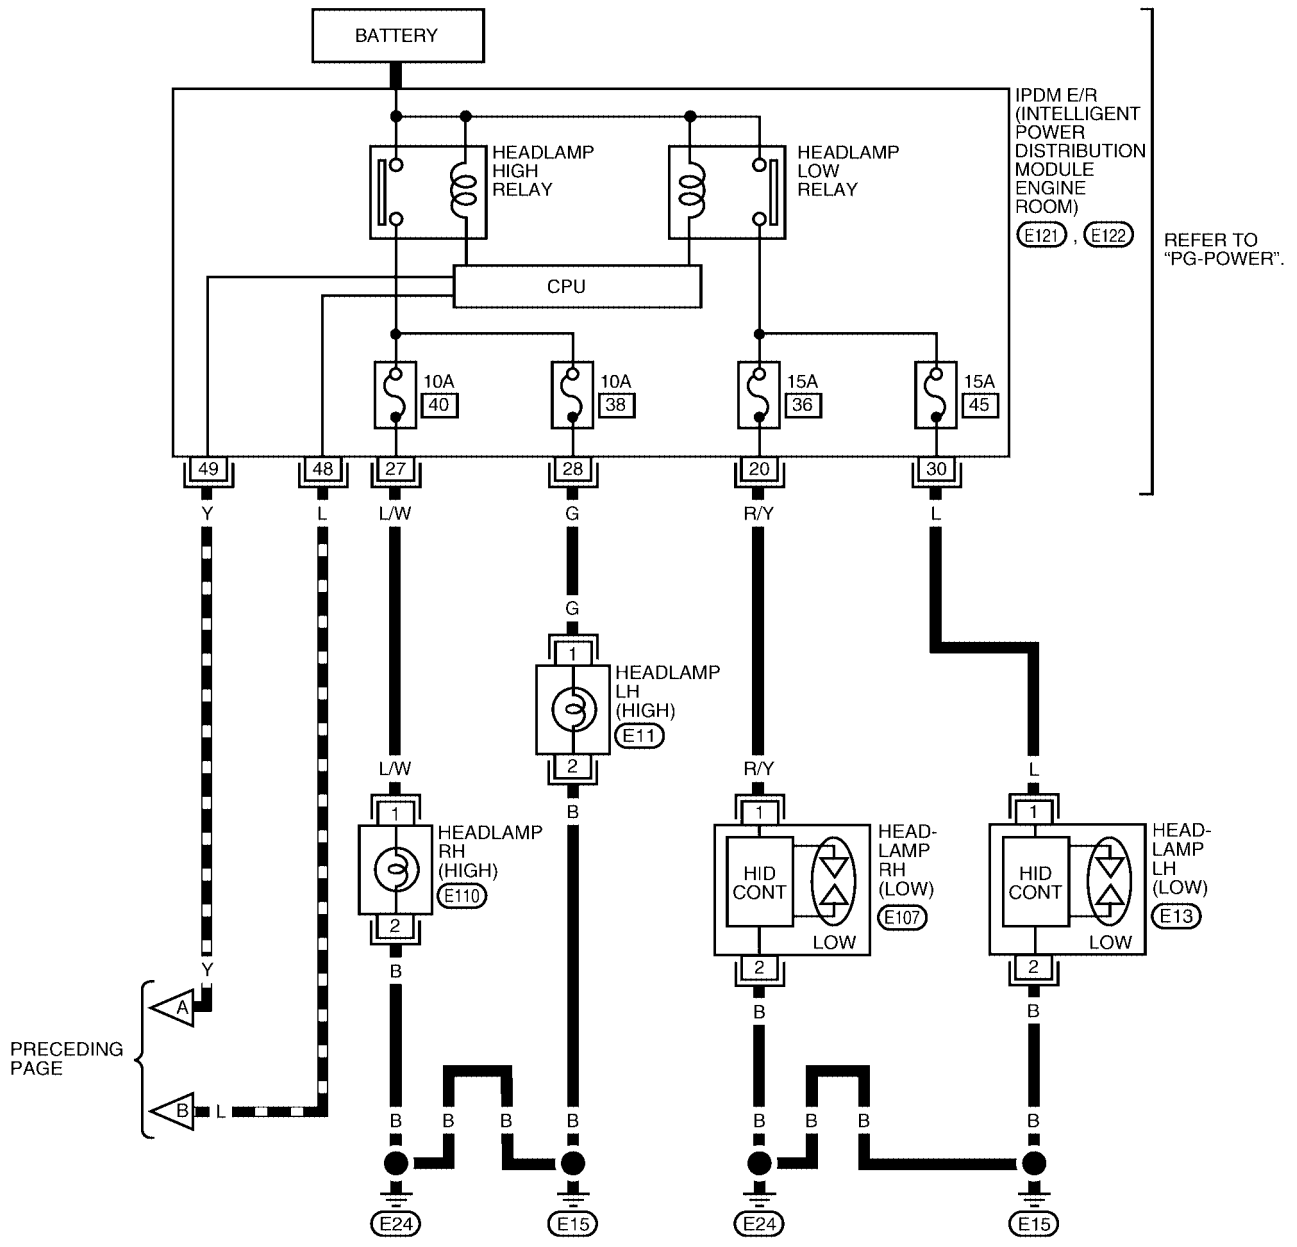 BATTERY
IPDM E/R
(INTELLIGENT
POWER
DISTRIBUTION
MODULE
ENGINE
ROOM)
E121 , E122
REFER TO
“PG-POWER”.
HEADLAMP
HIGH
RELAY
HEADLAMP
LOW
RELAY
CPU
10A
40
10A
38
15A
36
15A
45
49
48
27
28
20
30
Y
L
L/W
G
R/Y
L
G
1
HEADLAMP
LH
(HIGH)
E11
2
B
L/W
R/Y
L
1
HEADLAMP
RH
(HIGH)
E110
2
B
1
HID
CONT
LOW
HEAD-
LAMP
RH
(LOW)
E107
2
B
1
HID
CONT
LOW
HEAD-
LAMP
LH
(LOW)
E13
2
B
Y
A
PRECEDING
PAGE
B
L
B
B
B
B
B
B
B
B
E24
E15
E24
E15